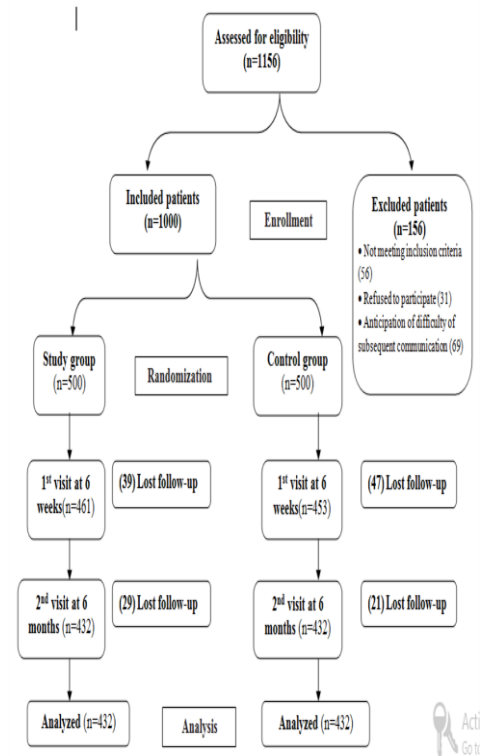 Assessed for eligibility
(n=1156)
Included patients
(n=1000)
Enrollment
Excluded patients
(n=156)
• Not meeting inclusion criteria
(56)
• Refused to participate (31)
• Anticipation of difficulty of
subsequent communication (69)
Study group
(n=500)
Randomization
Control group
(n=500)
1st visit at 6
weeks(n=461)
(39) Lost follow-up
1st visit at 6
weeks(n=453)
(47) Lost follow-up
2nd visit at 6
months (n=432)
(29) Lost follow-up
2nd visit at 6
months (n=432)
(21) Lost follow-up
Analyzed (n=432)
Analysis
Analyzed (n=432)
Acti
Go to